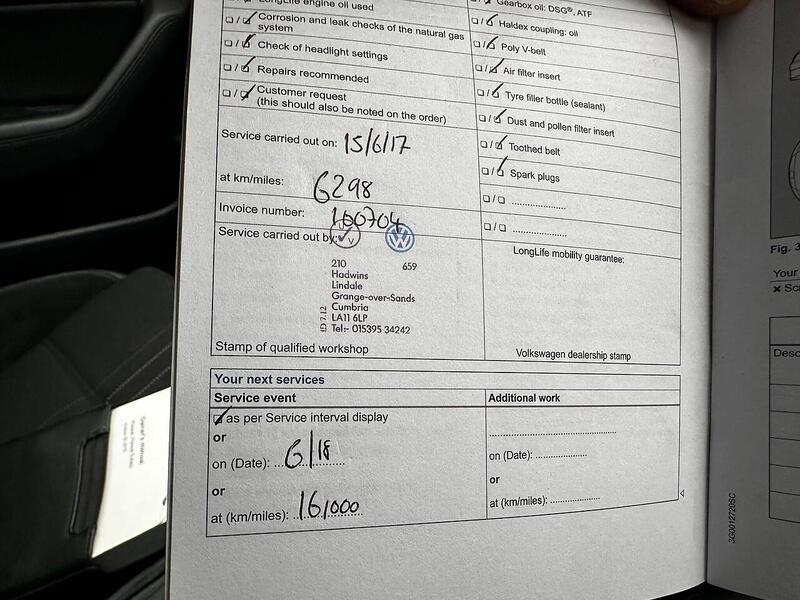 LongLife engine oil used
Corrosion and leak checks of the natural gas
system
Check of headlight settings
Repairs recommended
Customer request
(this should also be noted on the order)
Service carried out on: 15/6/17
at km/miles: 6298
Invoice number: 160704
Service carried out by:
210 659
Hadwins
Lindale
Grange-over-Sands
Cumbria
LA11 6LP
Tel:- 015395 34242
Stamp of qualified workshop
Gearbox oil: DSG®, ATF
Haldex coupling: oil
Poly V-belt
Air filter insert
Tyre filler bottle (sealant)
Dust and pollen filter insert
Toothed belt
Spark plugs
LongLife mobility guarantee:
Volkswagen dealership stamp
Your next services
Service event
as per Service interval display
or
on (Date): 6/18
or
at (km/miles): 16,000
Additional work
on (Date):
or
at (km/miles):
3G0012720SC
Fig. 3
Your
Owner's manual